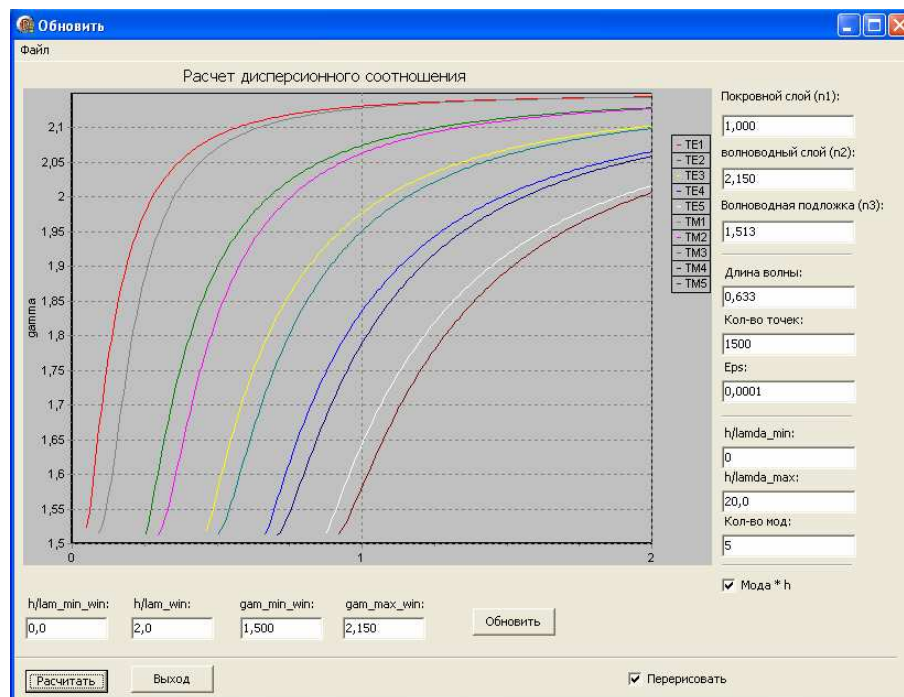 Обновить
Файл
Расчет дисперсионного соотношения
gamma
2,1
2,05
2
1,95
1,9
1,85
1,8
1,75
1,7
1,65
1,6
1,55
1,5
0
1
2
TE1
TE2
TE3
TE4
TE5
TM1
TM2
TM3
TM4
TM5
Покровной слой (n1):
1,000
волноводный слой (n2):
2,150
Волноводная подложка (n3):
1,513
Длина волны:
0,633
Кол-во точек:
1500
Eps:
0,0001
h/lamda_min:
0
h/lamda_max:
20,0
Кол-во мод:
5
Мода * h
h/lam_min_win:
0,0
h/lam_win:
2,0
gam_min_win:
1,500
gam_max_win:
2,150
Обновить
Расчитать
Выход
Перерисовать